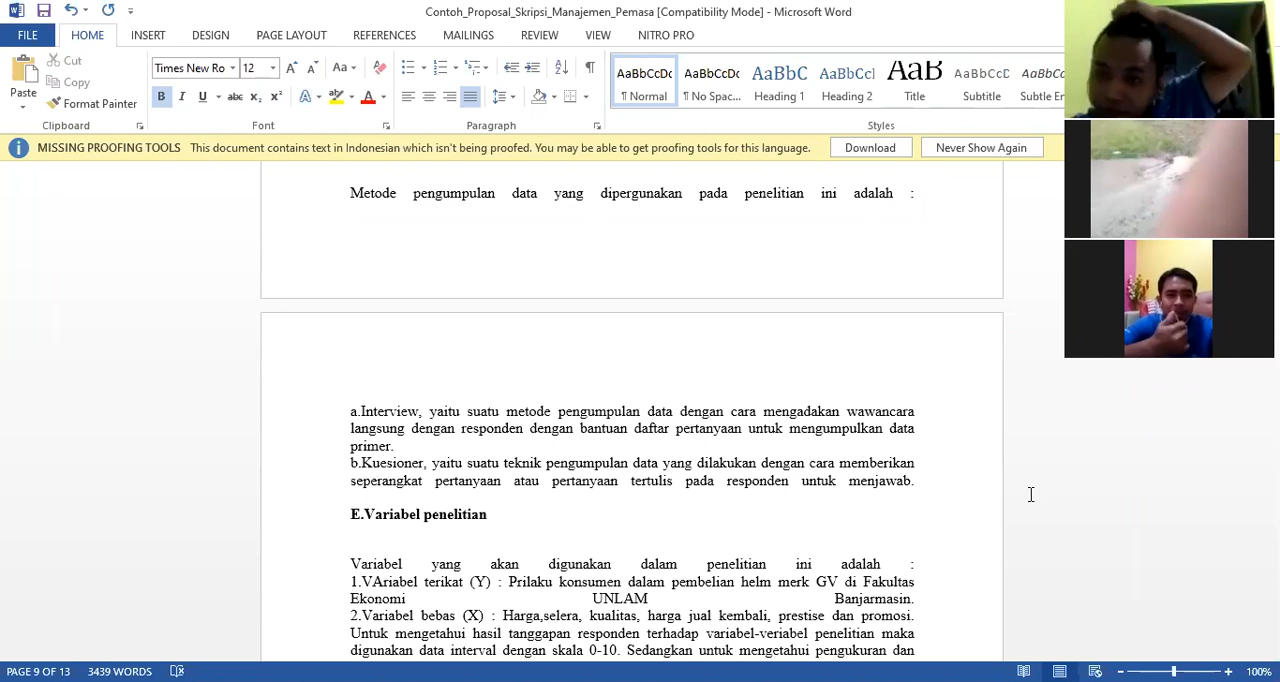 Contoh_Proposal_Skripsi_Manajemen_Pemasa [Compatibility Mode] - Microsoft Word
FILE HOME INSERT DESIGN PAGE LAYOUT REFERENCES MAILINGS REVIEW VIEW NITRO PRO
Paste
Cut
Copy
Format Painter
Clipboard
Times New Ro 12
Font
Paragraph
AaBbCcDc AaBbCcDc AaBbC AaBbCcl AaB AaBbCcD AaBbCcD
¶ Normal ¶ No Spac... Heading 1 Heading 2 Title Subtitle Subtle Em
Styles
MISSING PROOFING TOOLS This document contains text in Indonesian which isn't being proofed. You may be able to get proofing tools for this language. Download Never Show Again
Metode pengumpulan data yang dipergunakan pada penelitian ini adalah :
a.Interview, yaitu suatu metode pengumpulan data dengan cara mengadakan wawancara
langsung dengan responden dengan bantuan daftar pertanyaan untuk mengumpulkan data
primer.
b.Kuesioner, yaitu suatu teknik pengumpulan data yang dilakukan dengan cara memberikan
seperangkat pertanyaan atau pertanyaan tertulis pada responden untuk menjawab.
E.Variabel penelitian
Variabel yang akan digunakan dalam penelitian ini adalah :
1.VAriabel terikat (Y) : Prilaku konsumen dalam pembelian helm merk GV di Fakultas
Ekonomi UNLAM Banjarmasin.
2.Variabel bebas (X) : Harga,selera, kualitas, harga jual kembali, prestise dan promosi.
Untuk mengetahui hasil tanggapan responden terhadap variabel-veriabel penelitian maka
digunakan data interval dengan skala 0-10. Sedangkan untuk mengetahui pengukuran dan
PAGE 9 OF 13 3439 WORDS 100%